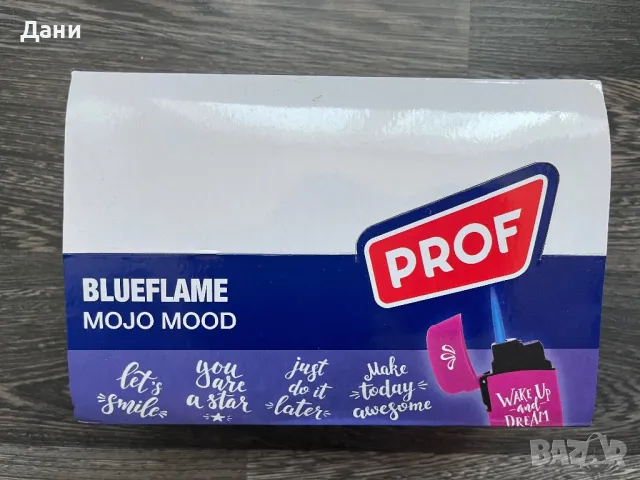 Дани
PROF
BLUEFLAME
MOJO MOOD
let's
smile
you
are
a star
just
do it
later
Make
today
awesome
WAKE UP
and
DREAM
BAZAR